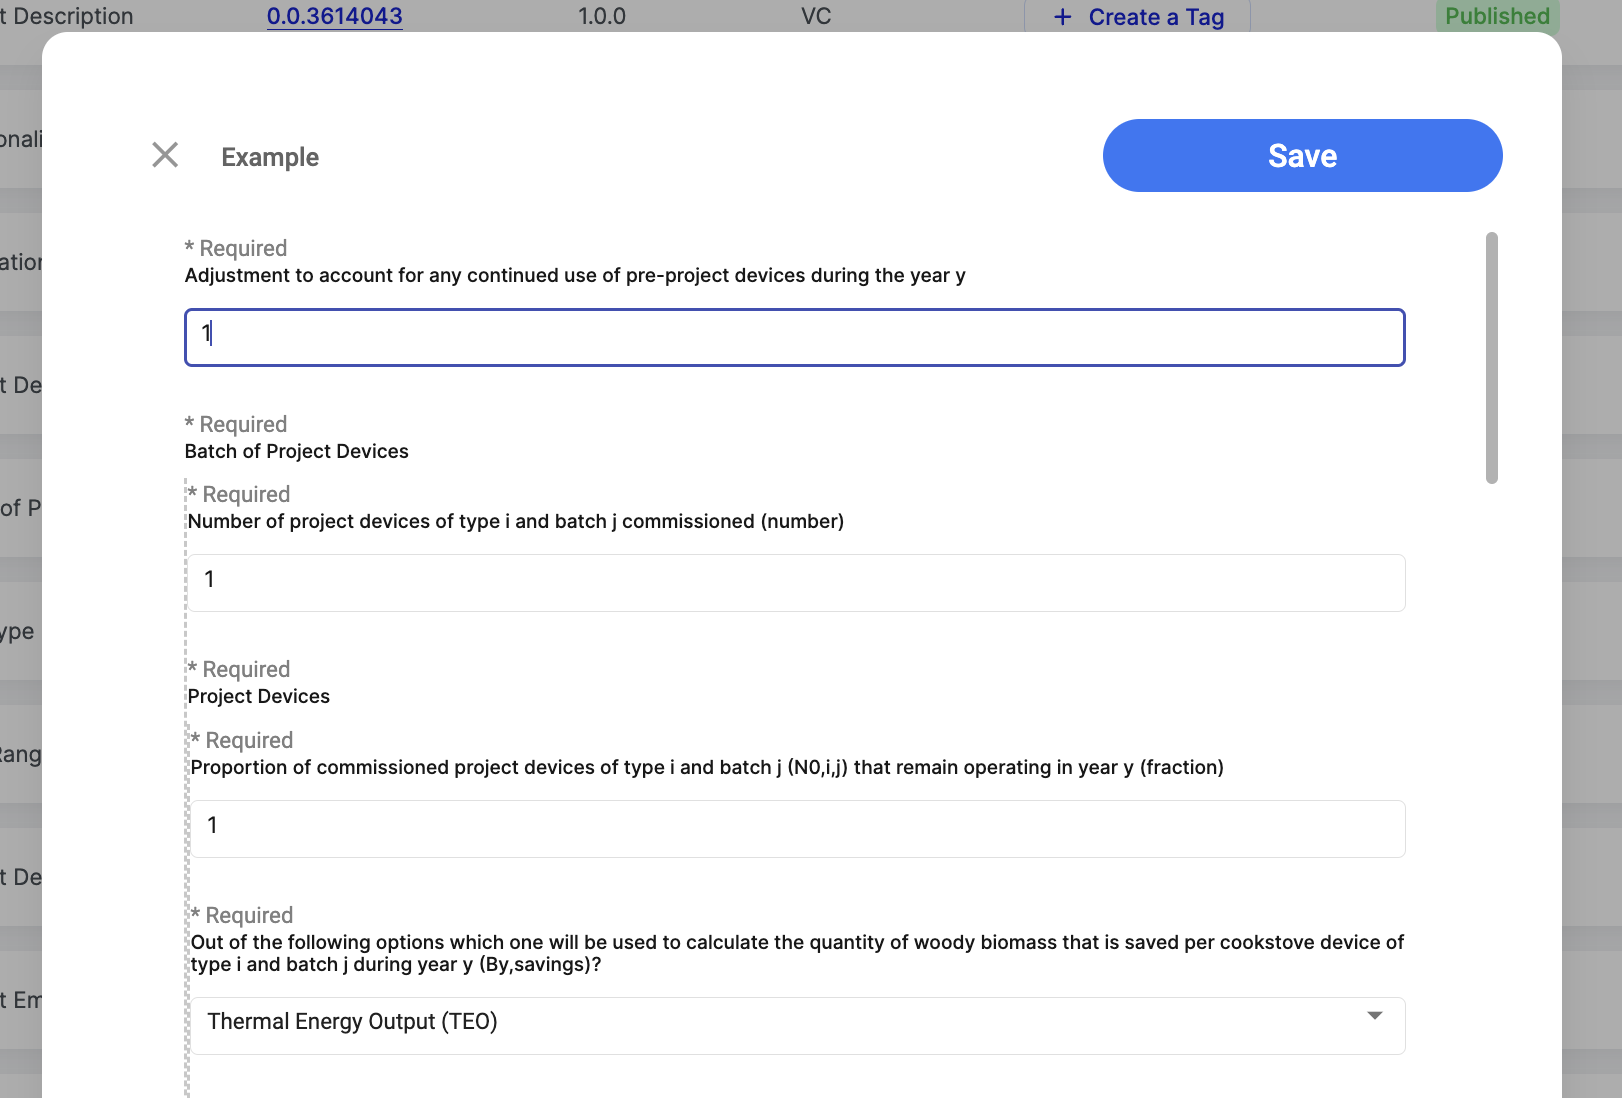 t Description 0.0.3614043 1.0.0 VC + Create a Tag Published
Example
Save
* Required
Adjustment to account for any continued use of pre-project devices during the year y
1
* Required
Batch of Project Devices
* Required
Number of project devices of type i and batch j commissioned (number)
1
* Required
Project Devices
* Required
Proportion of commissioned project devices of type i and batch j (N0,i,j) that remain operating in year y (fraction)
1
* Required
Out of the following options which one will be used to calculate the quantity of woody biomass that is saved per cookstove device of
type i and batch j during year y (By,savings)?
Thermal Energy Output (TEO)
onali
ation
t De
of P
ype
Rang
t De
t Em